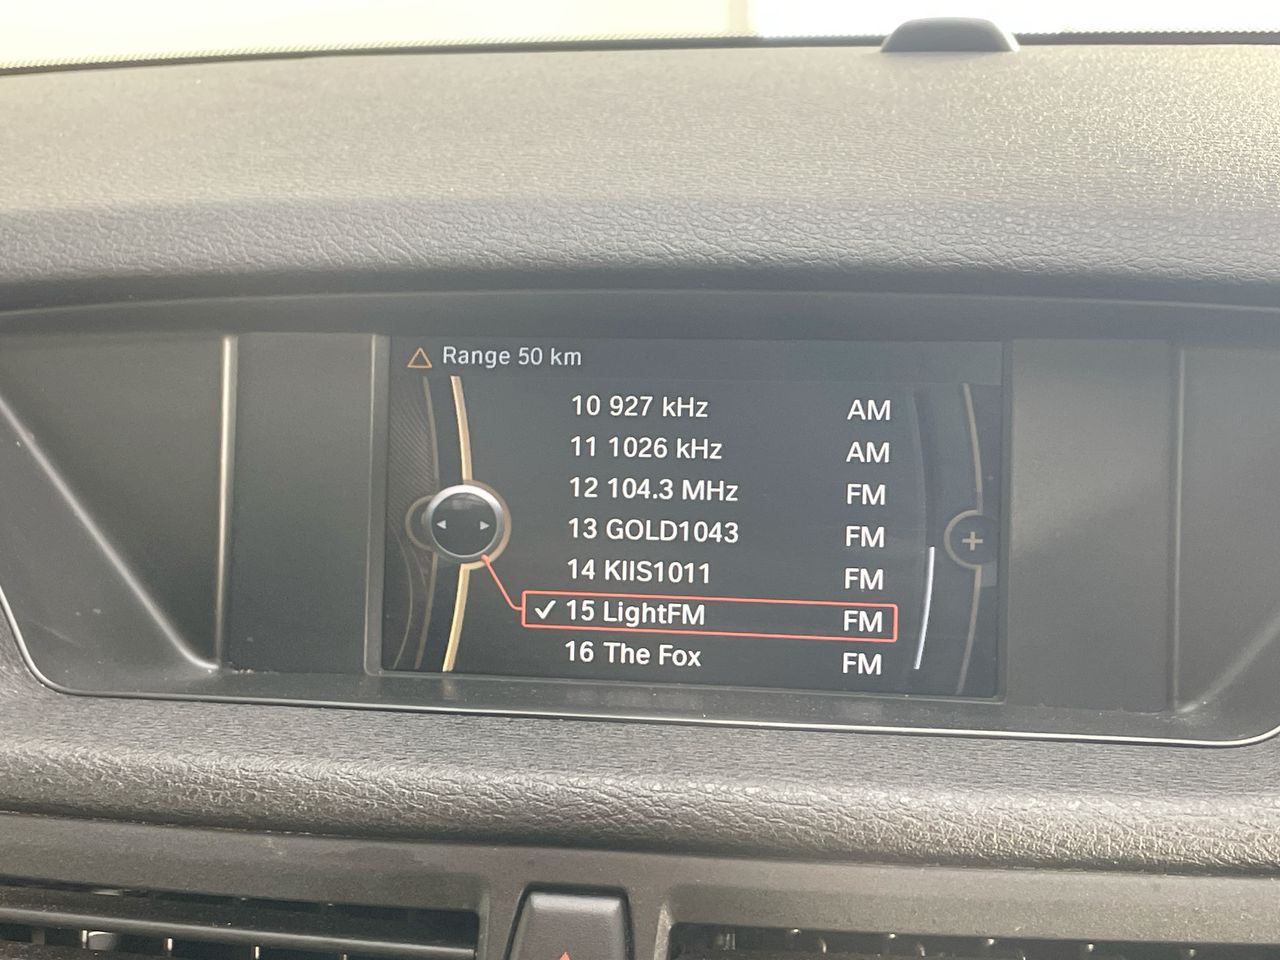 Range 50 km
10 927 kHz AM
11 1026 kHz AM
12 104.3 MHz FM
13 GOLD1043 FM
14 KIIS1011 FM
✓ 15 LightFM FM
16 The Fox FM